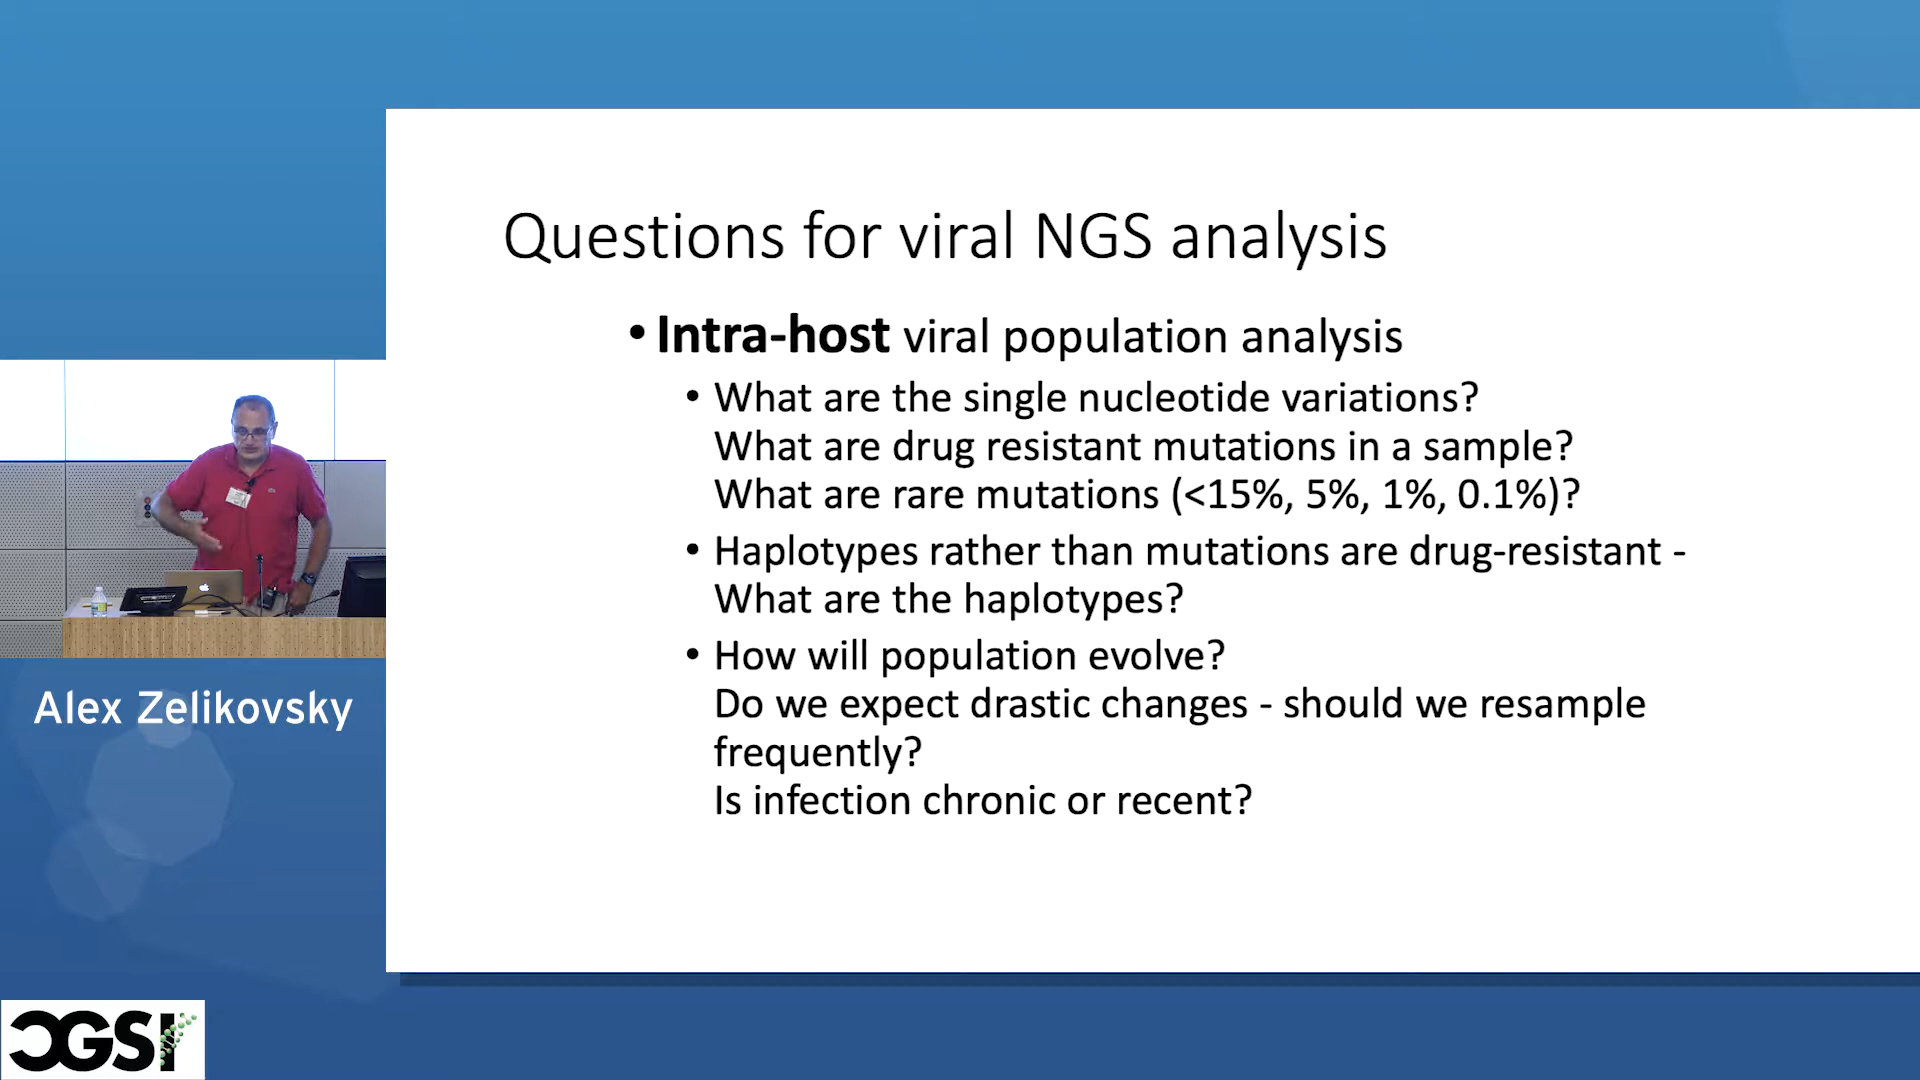 Questions for viral NGS analysis
• Intra-host viral population analysis
• What are the single nucleotide variations?
What are drug resistant mutations in a sample?
What are rare mutations (<15%, 5%, 1%, 0.1%)?
• Haplotypes rather than mutations are drug-resistant -
What are the haplotypes?
• How will population evolve?
Do we expect drastic changes - should we resample
frequently?
Is infection chronic or recent?
Alex Zelikovsky
CGSI